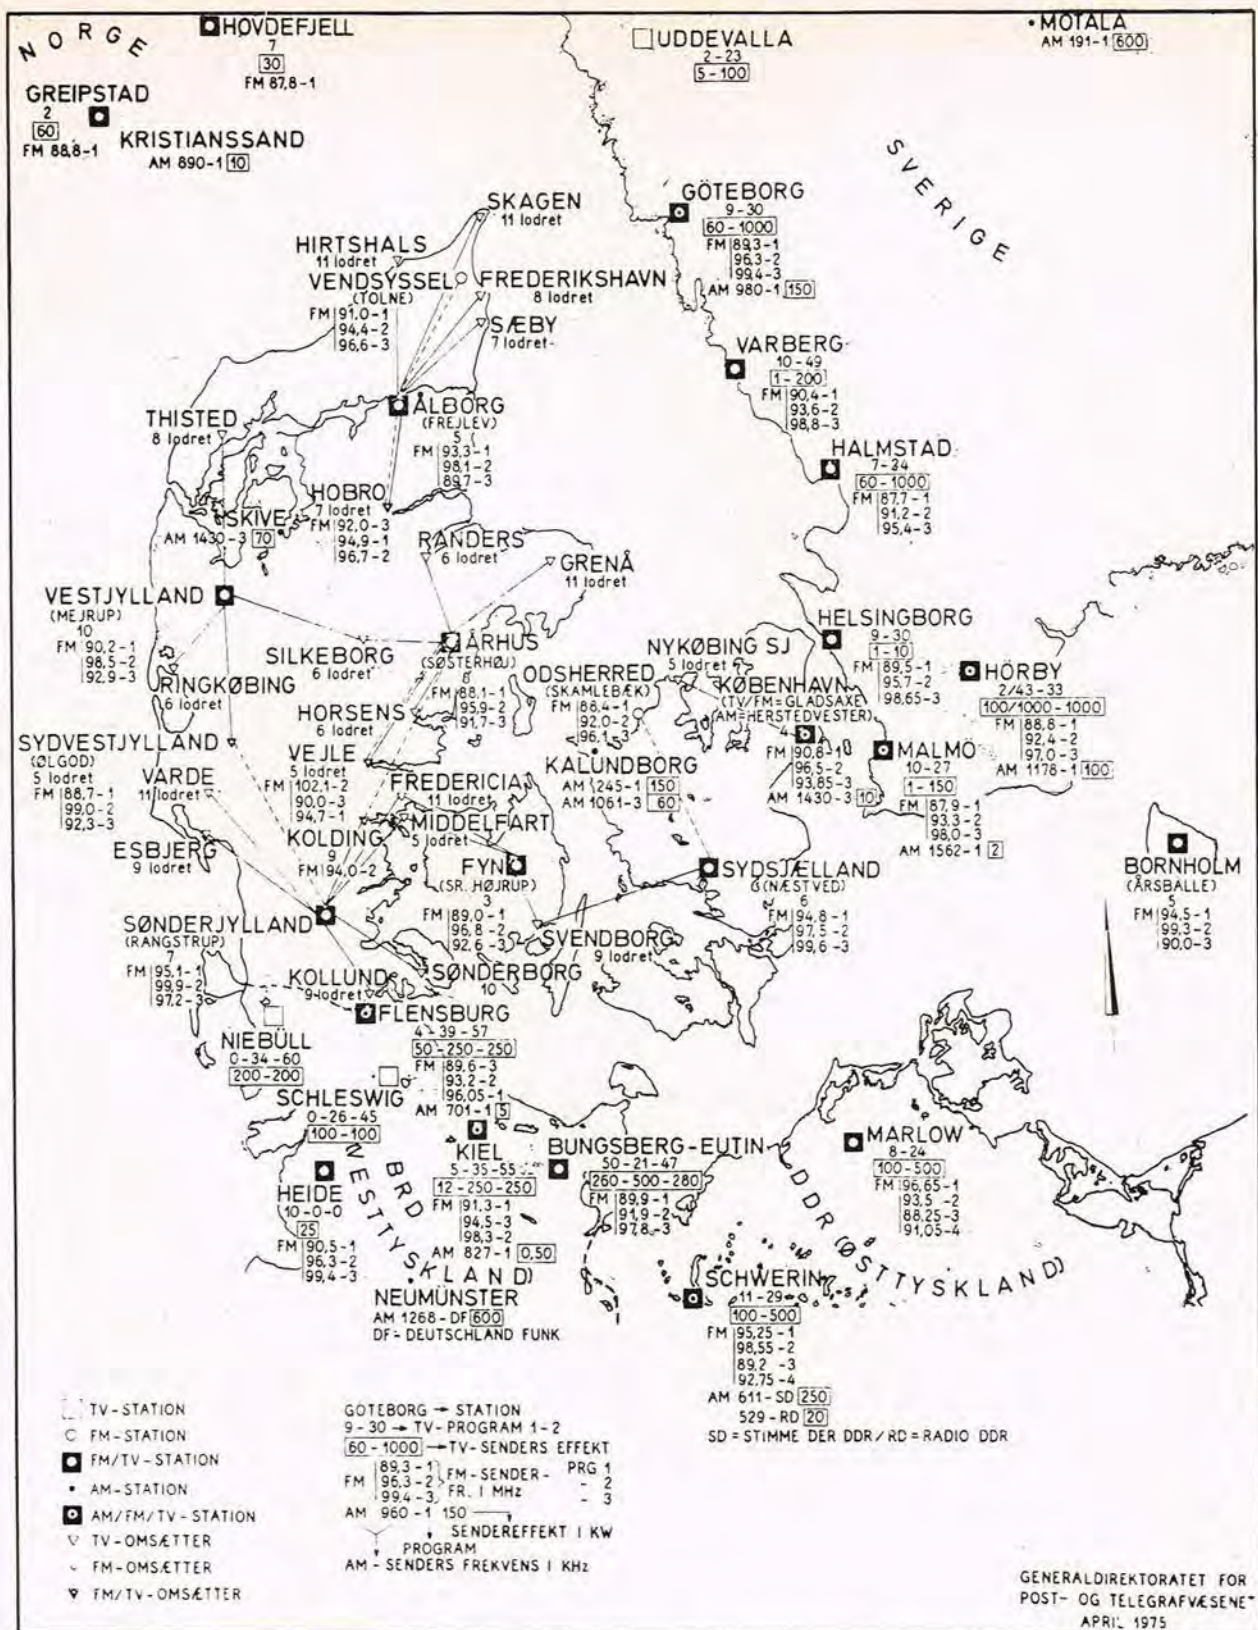 NORGE
HOVDEFJELL
7
30
FM 87,8-1
UDDEVALLA
2-23
5-100
MOTALA
AM 191-1 600
GREIPSTAD
2
60
FM 88,8-1
KRISTIANSSAND
AM 890-1 10
SVERIGE
GÖTEBORG
9-30
60-1000
FM 89,3-1
96,3-2
99,4-3
AM 980-1 150
SKAGEN
11 lodret
HIRTSHALS
11 lodret
VENDSYSSEL
(TOLNE)
FM 91,0-1
94,4-2
96,6-3
FREDERIKSHAVN
8 lodret
SÆBY
7 lodret
VARBERG
10-49
1-200
FM 90,4-1
93,6-2
98,8-3
ÅLBORG
(FREJLEV)
5
FM 93,3-1
98,1-2
89,7-3
THISTED
8 lodret
HALMSTAD
7-24
60-1000
FM 87,7-1
91,2-2
95,4-3
HOBRO
7 lodret
FM 92,0-3
94,9-1
96,7-2
SKIVE
AM 1430-3 70
RANDERS
6 lodret
GRENÅ
11 lodret
VESTJYLLAND
(MEJRUP)
10
FM 90,2-1
98,5-2
92,9-3
SILKEBORG
6 lodret
ÅRHUS
(SØSTERHØJ)
8
FM 88,1-1
95,9-2
91,7-3
NYKØBING SJ
5 lodret
HELSINGBORG
9-30
1-10
FM 89,5-1
95,7-2
98,65-3
HÖRBY
2/43-33
100/1000-1000
FM 88,8-1
92,4-2
97,0-3
AM 1178-1 100
RINGKØBING
6 lodret
ODSHERRED
(SKAMLEBÆK)
FM 88,4-1
92,0-2
96,1-3
KØBENHAVN
(TV/FM=GLADSAXE)
(AM=HERSTEDVESTER)
4
FM 90,8-1
96,5-2
93,85-3
AM 1430-3 10
HORSENS
6 lodret
SYDVESTJYLLAND
(ØLGOD)
5 lodret
FM 88,7-1
99,0-2
92,3-3
VEJLE
5 lodret
FM 102,1-2
90,0-3
94,7-1
KALUNDBORG
AM 245-1 150
AM 1061-3 60
MALMÖ
10-27
1-150
FM 87,9-1
93,3-2
98,0-3
AM 1562-1 2
VARDE
11 lodret
FREDERICIA
11 lodret
MIDDELFART
5 lodret
KOLDING
9
FM 94,0-2
ESBJERG
9 lodret
FYN
(SR. HØJRUP)
3
FM 89,0-1
96,8-2
92,6-3
SYDSJÆLLAND
(NÆSTVED)
6
FM 94,8-1
97,5-2
99,6-3
BORNHOLM
(ÅRSBALLE)
5
FM 94,5-1
99,3-2
90,0-3
SØNDERJYLLAND
(RANGSTRUP)
7
FM 95,1-1
99,9-2
97,2-3
SVENDBORG
9 lodret
SØNDERBORG
10
KOLLUND
9 lodret
FLENSBURG
4-39-57
50-250-250
FM 89,6-3
93,2-2
96,05-1
AM 701-1 5
NIEBÜLL
0-34-60
200-200
SCHLESWIG
0-26-45
100-100
KIEL
5-35-55
12-250-250
FM 91,3-1
94,5-3
98,3-2
AM 827-1 0,50
BUNGSBERG-EUTIN
50-21-47
260-500-280
FM 89,9-1
91,9-2
97,8-3
MARLOW
8-24
100-500
FM 96,65-1
93,5 -2
88,25-3
91,05-4
HEIDE
10-0-0
25
FM 90,5-1
96,3-2
99,4-3
BRD
VESTTYSKLAND)
DDR (ØSTTYSKLAND)
NEUMÜNSTER
AM 1268-DF 600
DF = DEUTSCHLAND FUNK
SCHWERIN
11-29
100-500
FM 95,25-1
98,55-2
89,2 -3
92,75-4
AM 611-SD 250
529-RD 20
SD = STIMME DER DDR/RD = RADIO DDR
TV-STATION
FM-STATION
FM/TV-STATION
AM-STATION
AM/FM/TV-STATION
TV-OMSÆTTER
FM-OMSÆTTER
FM/TV-OMSÆTTER
GÖTEBORG → STATION
9-30 → TV-PROGRAM 1-2
60-1000 → TV-SENDERS EFFEKT
FM 89,3-1 FM-SENDER- PRG 1
96,3-2 FR. I MHz - 2
99,4-3 - 3
AM 960-1 150
SENDEREFFEKT I KW
PROGRAM
AM-SENDERS FREKVENS I KHz
GENERALDIREKTORATET FOR
POST- OG TELEGRAFVÆSENET
APRIL 1975